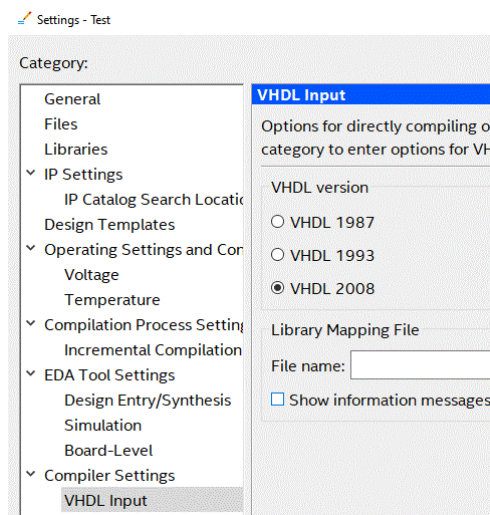 Settings - Test
Category:
General
Files
Libraries
IP Settings
IP Catalog Search Locatic
Design Templates
Operating Settings and Con
Voltage
Temperature
Compilation Process Setting
Incremental Compilation
EDA Tool Settings
Design Entry/Synthesis
Simulation
Board-Level
Compiler Settings
VHDL Input
VHDL Input
Options for directly compiling o
category to enter options for VH
VHDL version
VHDL 1987
VHDL 1993
VHDL 2008
Library Mapping File
File name:
Show information messages